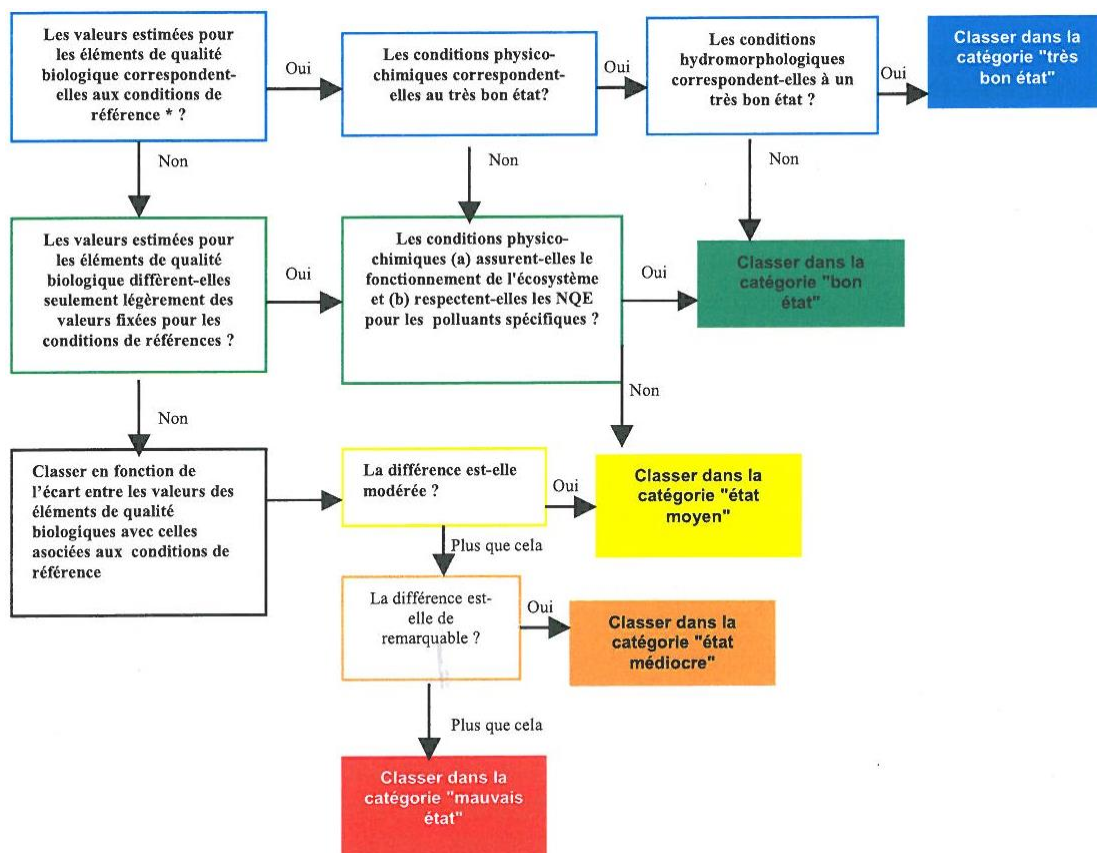 Les valeurs estimées pour
les éléments de qualité
biologique correspondent-
elles aux conditions de
référence * ?
Oui
Les conditions physico-
chimiques correspondent-
elles au très bon état?
Oui
Les conditions
hydromorphologiques
correspondent-elles à un
très bon état ?
Oui
Classer dans la
catégorie "très
bon état"
Non
Non
Non
Les valeurs estimées pour
les éléments de qualité
biologique diffèrent-elles
seulement légèrement des
valeurs fixées pour les
conditions de références ?
Oui
Les conditions physico-
chimiques (a) assurent-elles le
fonctionnement de l'écosystème
et (b) respectent-elles les NQE
pour les polluants spécifiques ?
Oui
Classer dans la
catégorie "bon
état"
Non
Non
Classer en fonction de
l'écart entre les valeurs des
éléments de qualité
biologiques avec celles
asociées aux conditions de
référence
La différence est-elle
modérée ?
Oui
Classer dans la
catégorie "état
moyen"
Plus que cela
La différence est-
elle de
remarquable ?
Oui
Classer dans la
catégorie "état
médiocre"
Plus que cela
Classer dans la
catégorie "mauvais
état"